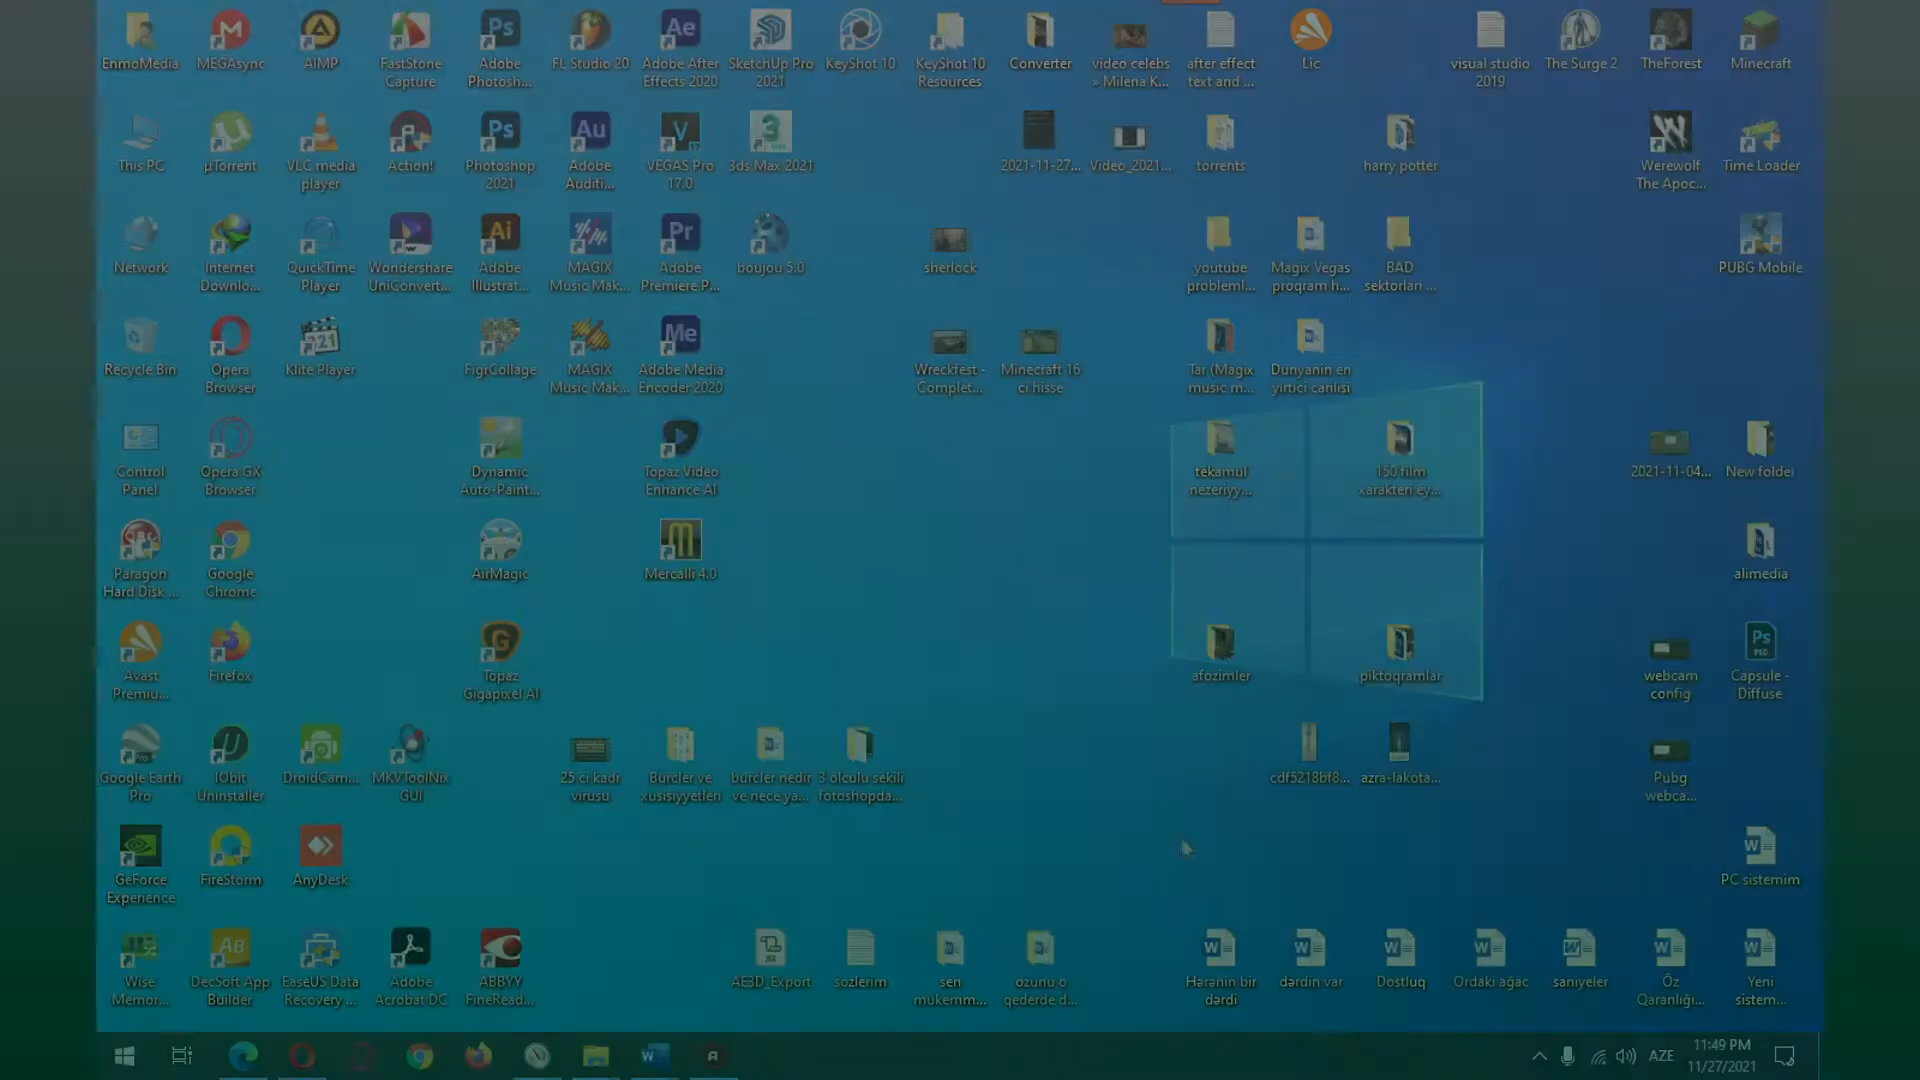 EnmoMedia
MEGAsync
AIMP
FastStone
Capture
Adobe
Photosh...
FL Studio 20
Adobe After
Effects 2020
SketchUp Pro
2021
KeyShot 10
KeyShot 10
Resources
Converter
video celebs
» Milena K...
after effect
text and ...
Lic
visual studio
2019
The Surge 2
TheForest
Minecraft
This PC
µTorrent
VLC media
player
Action!
Photoshop
2021
Adobe
Auditi...
VEGAS Pro
17.0
3ds Max 2021
2021-11-27...
Video_2021...
torrents
harry potter
Werewolf
The Apoc...
Time Loader
Network
Internet
Downlo...
QuickTime
Player
Wondershare
UniConvert...
Adobe
Illustrat...
MAGIX
Music Mak...
Adobe
Premiere P...
boujou 5.0
sherlock
youtube
probleml...
Magix Vegas
proqram h...
BAD
sektorları ...
PUBG Mobile
Recycle Bin
Opera
Browser
Klite Player
FigrCollage
MAGIX
Music Mak...
Adobe Media
Encoder 2020
Wreckfest -
Complet...
Minecraft 16
ci hisse
Tar (Magix
music m...
Dunyanin en
yirtici canlisi
Control
Panel
Opera GX
Browser
Dynamic
Auto-Paint...
Topaz Video
Enhance AI
tekamul
nezeriyy...
150 film
xarakteri ey...
2021-11-04...
New folder
Paragon
Hard Disk ...
Google
Chrome
AirMagic
Mercalli 4.0
alimedia
Avast
Premiu...
Firefox
Topaz
Gigapixel AI
afozimler
piktoqramlar
webcam
config
Capsule -
Diffuse
Google Earth
Pro
IObit
Uninstaller
DroidCam...
MKVToolNix
GUI
25 ci kadr
virusu
Burcler ve
xususiyyetleri
burcler nedir
ve nece ya...
3 olculu sekili
fotoshopda...
cdf5218bf8...
azra-lakota...
Pubg
webca...
GeForce
Experience
FireStorm
AnyDesk
PC sistemim
Wise
Memor...
DecSoft App
Builder
EaseUS Data
Recovery ...
Adobe
Acrobat DC
ABBYY
FineRead...
AE3D_Export
sozlerim
sen
mukemm...
ozunu o
qederde d...
Hərənin bir
dərdi
dərdin var
Dostluq
Ordaki ağac
saniyeler
Öz
Qaranlığı...
Yeni
sistem...
AZE
11:49 PM
11/27/2021